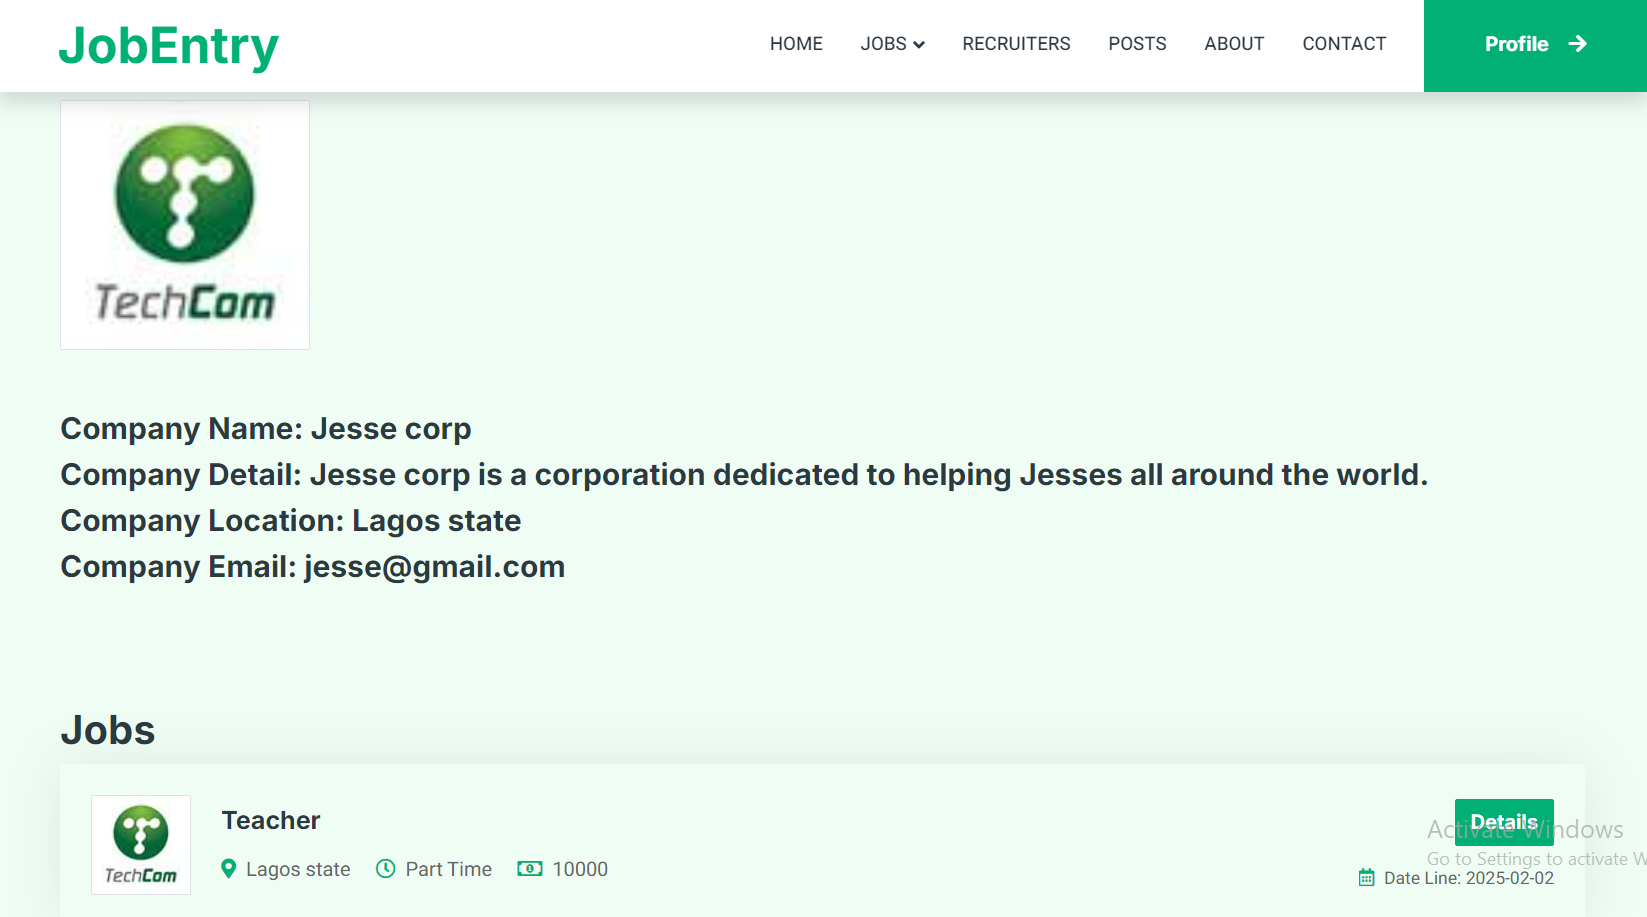 JobEntry
HOME JOBS RECRUITERS POSTS ABOUT CONTACT Profile
TechCom
Company Name: Jesse corp
Company Detail: Jesse corp is a corporation dedicated to helping Jesses all around the world.
Company Location: Lagos state
Company Email: jesse@gmail.com
Jobs
TechCom
Teacher
Lagos state Part Time 10000
Details
Date Line: 2025-02-02
Activate Windows
Go to Settings to activate W